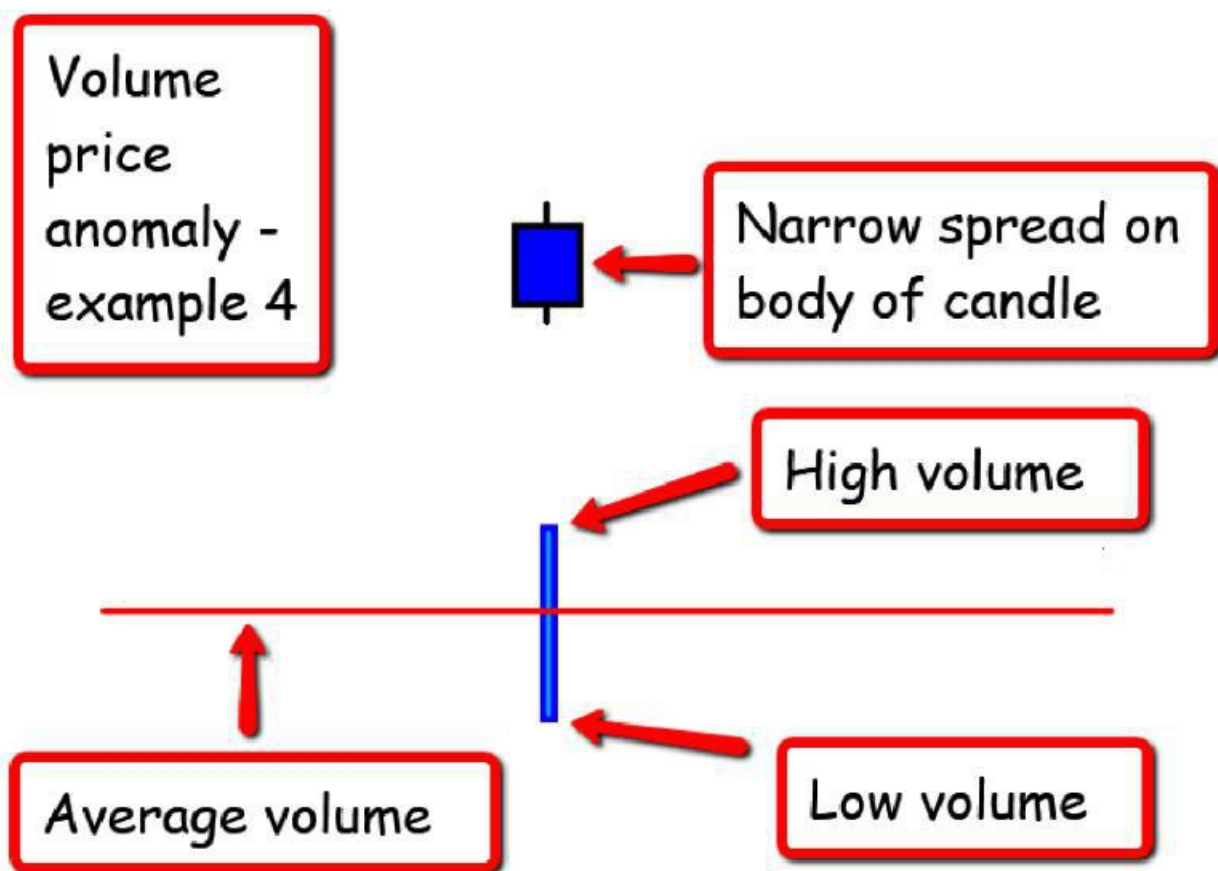 Volume
price
anomaly -
example 4
Narrow spread on
body of candle
High volume
Average volume
Low volume